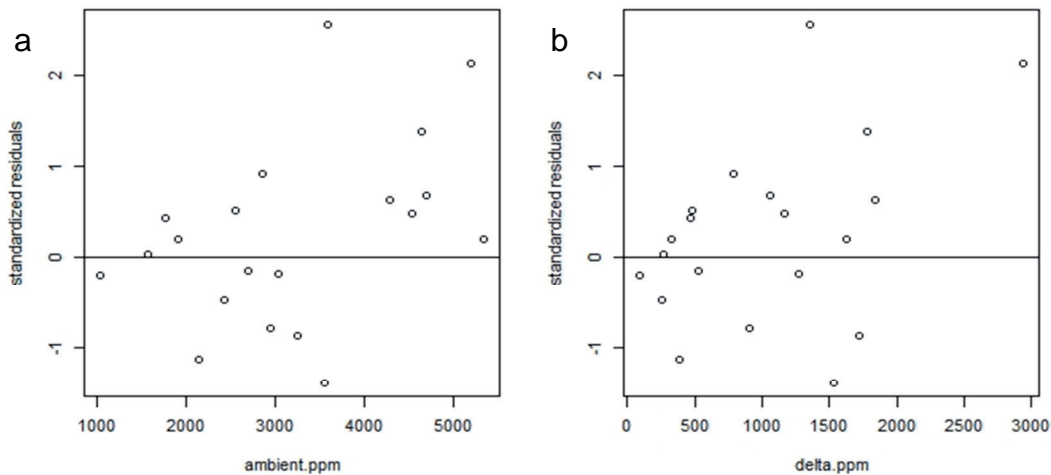 a
standardized residuals
2
1
0
-1
1000 2000 3000 4000 5000
ambient.ppm
b
standardized residuals
2
1
0
-1
0 500 1000 1500 2000 2500 3000
delta.ppm